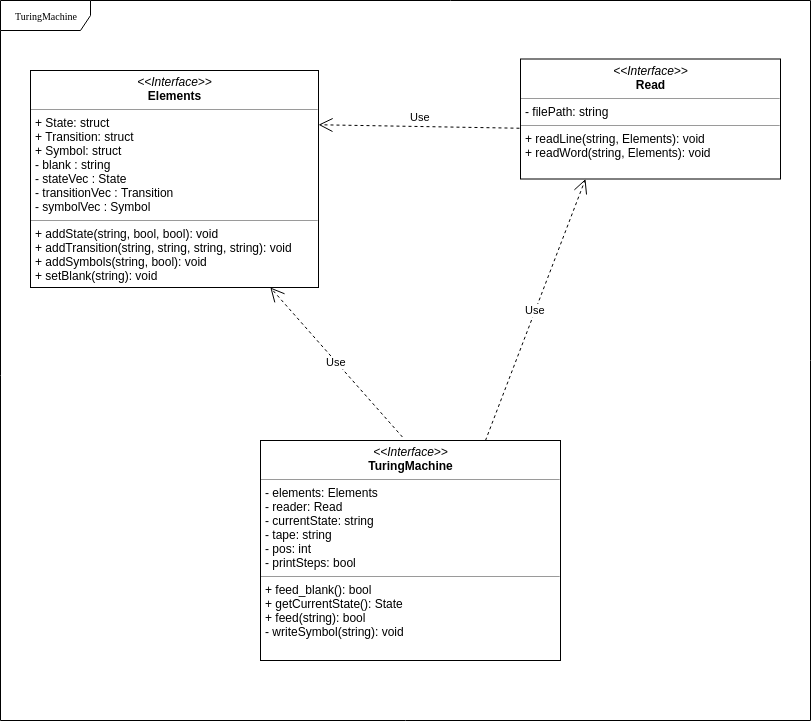 TuringMachine
<<Interface>>
Elements
+ State: struct
+ Transition: struct
+ Symbol: struct
- blank : string
- stateVec : State
- transitionVec : Transition
- symbolVec : Symbol
+ addState(string, bool, bool): void
+ addTransition(string, string, string, string): void
+ addSymbols(string, bool): void
+ setBlank(string): void
Use
<<Interface>>
Read
- filePath: string
+ readLine(string, Elements): void
+ readWord(string, Elements): void
Use
Use
<<Interface>>
TuringMachine
- elements: Elements
- reader: Read
- currentState: string
- tape: string
- pos: int
- printSteps: bool
+ feed_blank(): bool
+ getCurrentState(): State
+ feed(string): bool
- writeSymbol(string): void